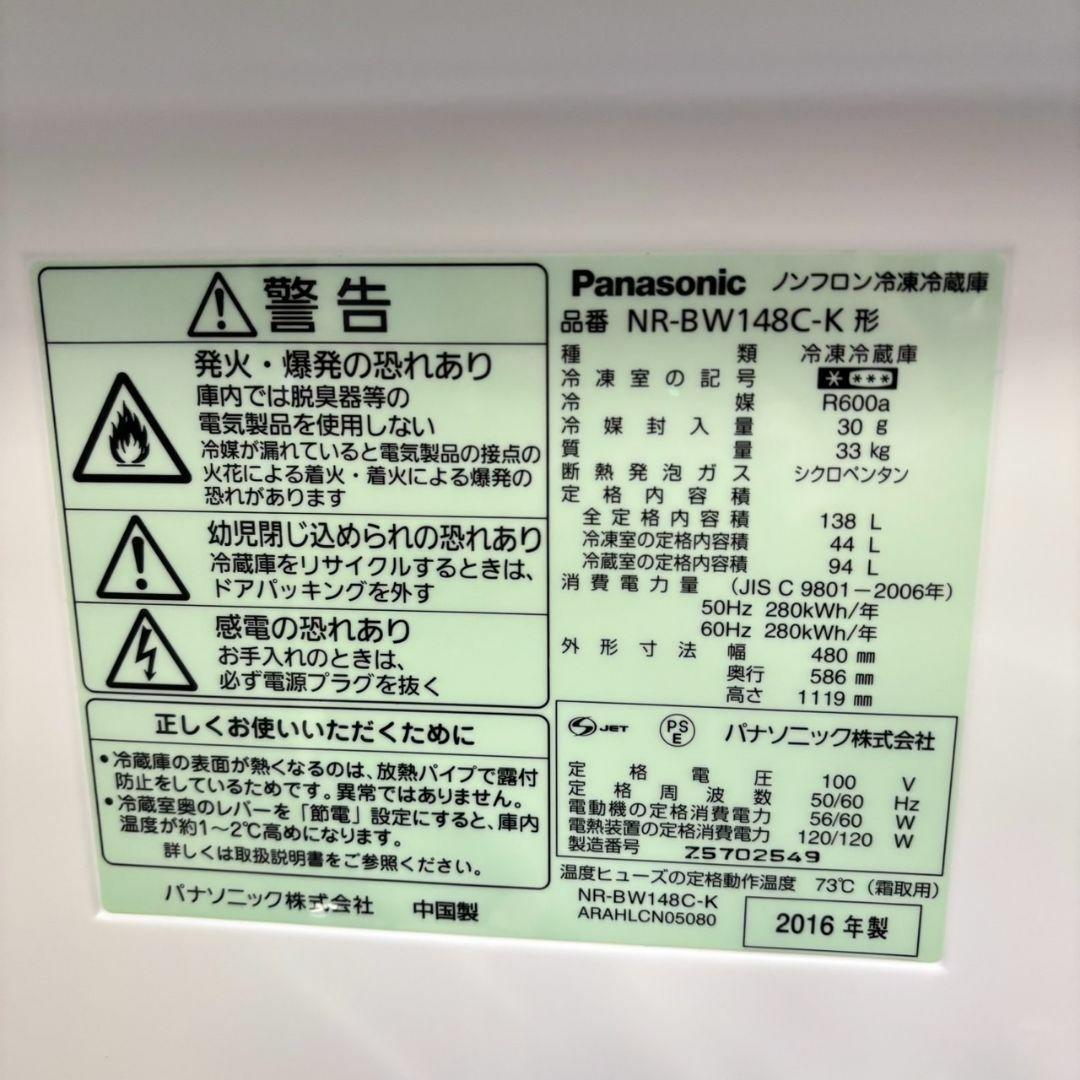 警告
発火・爆発の恐れあり
庫内では脱臭器等の
電気製品を使用しない
冷媒が漏れていると電気製品の接点の
火花による着火・着火による爆発の
恐れがあります
幼児閉じ込められの恐れあり
冷蔵庫をリサイクルするときは、
ドアパッキングを外す
感電の恐れあり
お手入れのときは、
必ず電源プラグを抜く
正しくお使いいただくために
•冷蔵庫の表面が熱くなるのは、放熱パイプで露付
防止をしているためです。異常ではありません。
•冷蔵室奥のレバーを「節電」設定にすると、庫内
温度が約1〜2℃高めになります。
詳しくは取扱説明書をご参照ください。
パナソニック株式会社 中国製
Panasonic ノンフロン冷凍冷蔵庫
品番 NR-BW148C-K 形
種類 冷凍冷蔵庫
冷凍室の記号 * ***
冷媒 R600a
冷媒封入量 30 g
質量 33 kg
断熱発泡ガス シクロペンタン
定格内容積
全定格内容積 138 L
冷凍室の定格内容積 44 L
冷蔵室の定格内容積 94 L
消費電力量 (JIS C 9801-2006年)
50Hz 280kWh/年
60Hz 280kWh/年
外形寸法 幅 480 mm
奥行 586 mm
高さ 1119 mm
S JET PSE パナソニック株式会社
定格電圧 100 V
定格周波数 50/60 Hz
電動機の定格消費電力 56/60 W
電熱装置の定格消費電力 120/120 W
製造番号 Z5702549
温度ヒューズの定格動作温度 73℃(霜取用)
NR-BW148C-K
ARAHLCN05080
2016 年製